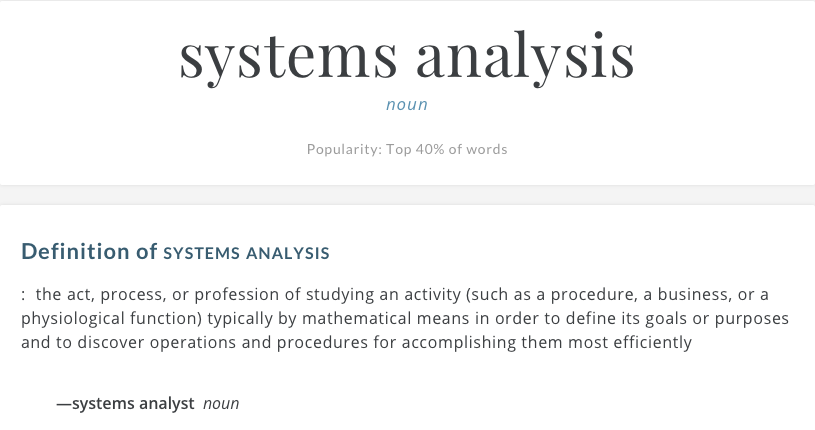 systems analysis
noun
Popularity: Top 40% of words
Definition of SYSTEMS ANALYSIS
: the act, process, or profession of studying an activity (such as a procedure, a business, or a
physiological function) typically by mathematical means in order to define its goals or purposes
and to discover operations and procedures for accomplishing them most efficiently
—systems analyst noun